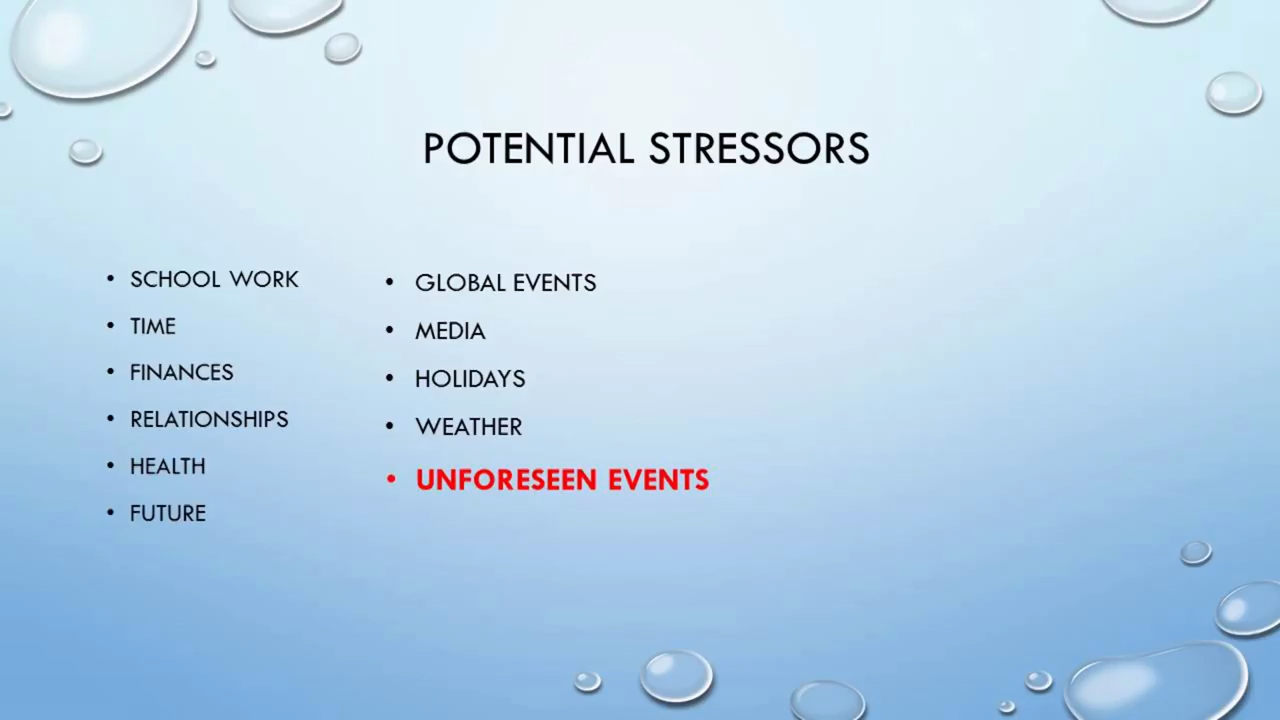 POTENTIAL STRESSORS
• SCHOOL WORK
• TIME
• FINANCES
• RELATIONSHIPS
• HEALTH
• FUTURE
• GLOBAL EVENTS
• MEDIA
• HOLIDAYS
• WEATHER
• UNFORESEEN EVENTS